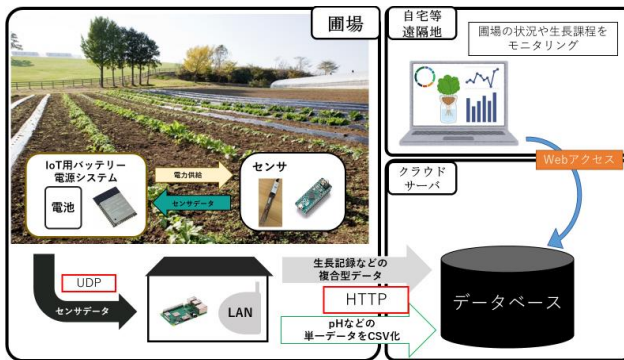 圃場
IoT用バッテリー
電源システム
電池
電力供給
センサデータ
センサ
UDP
センサデータ
LAN
生長記録などの
複合型データ
HTTP
pHなどの
単一データをCSV化
自宅等
遠隔地
圃場の状況や生長課程を
モニタリング
Webアクセス
クラウド
サーバ
データベース